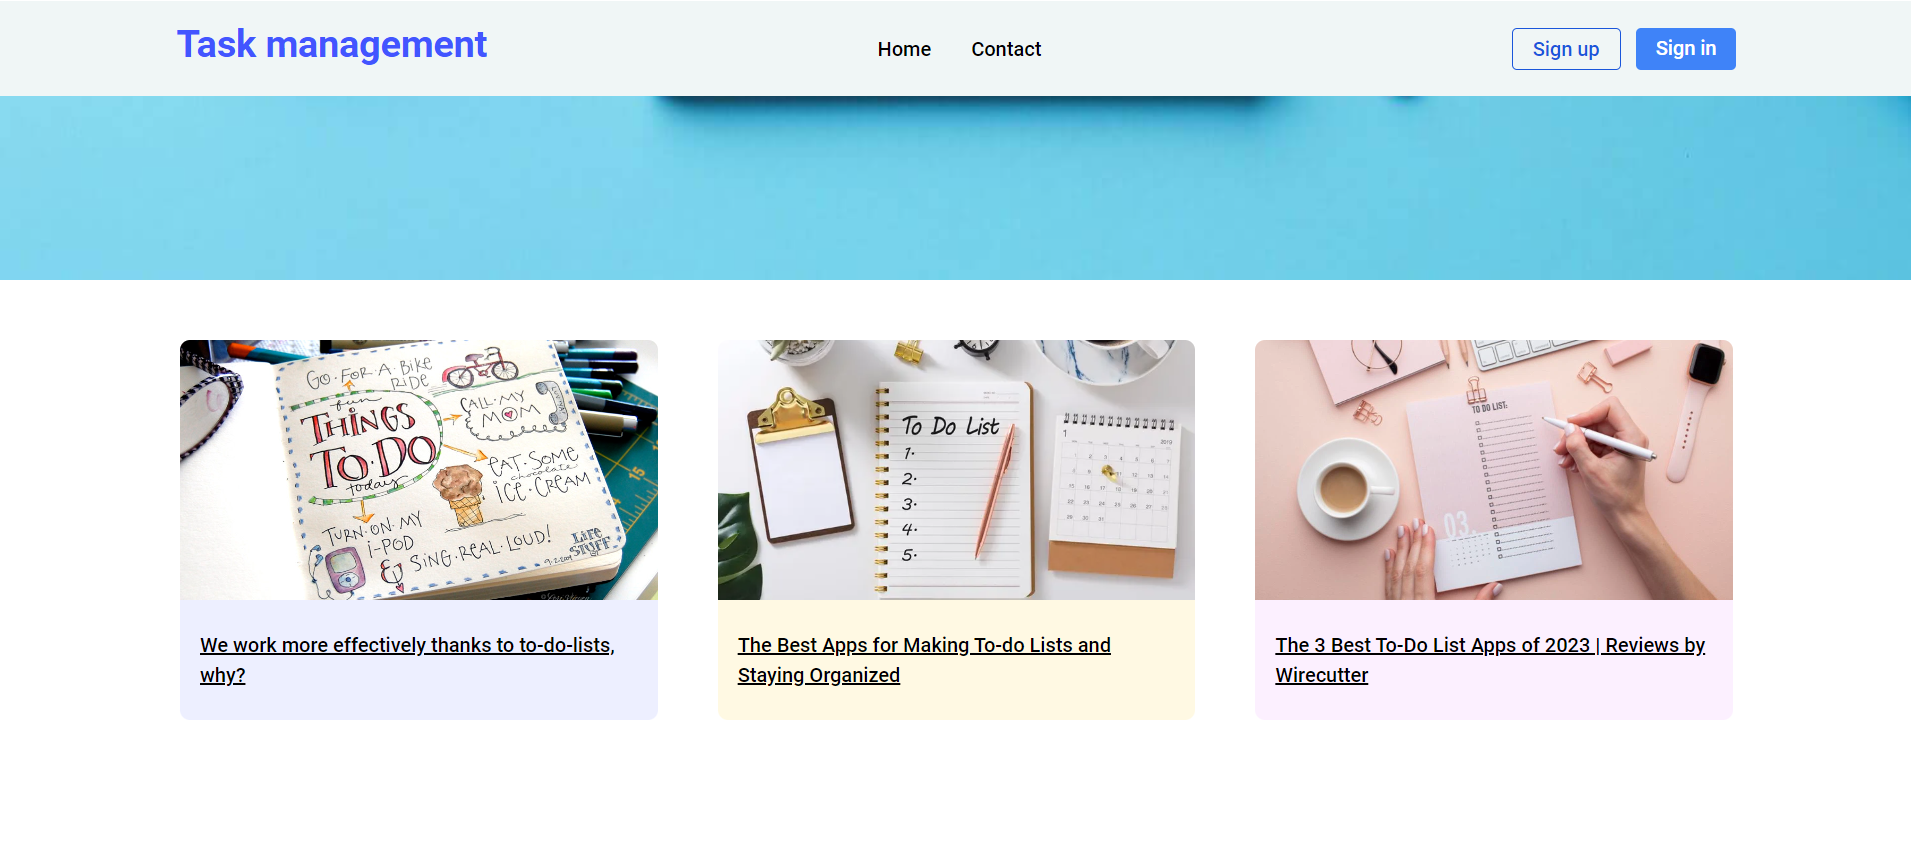 Task management
Home
Contact
Sign up
Sign in
GO·FOR·A·BIKE
RIDE
fun
THINGS
TO·DO
today
CALL·MY
MOM
EAT·SOME
chocolate
ICE·CREAM
TURN·ON·MY
i-POD
&
SING·REAL·LOUD!
LIFE
STUFF
To Do List
1·
2·
3·
4·
5·
1
2019
TO DO LIST:
03.
We work more effectively thanks to to-do-lists,
why?
The Best Apps for Making To-do Lists and
Staying Organized
The 3 Best To-Do List Apps of 2023 | Reviews by
Wirecutter